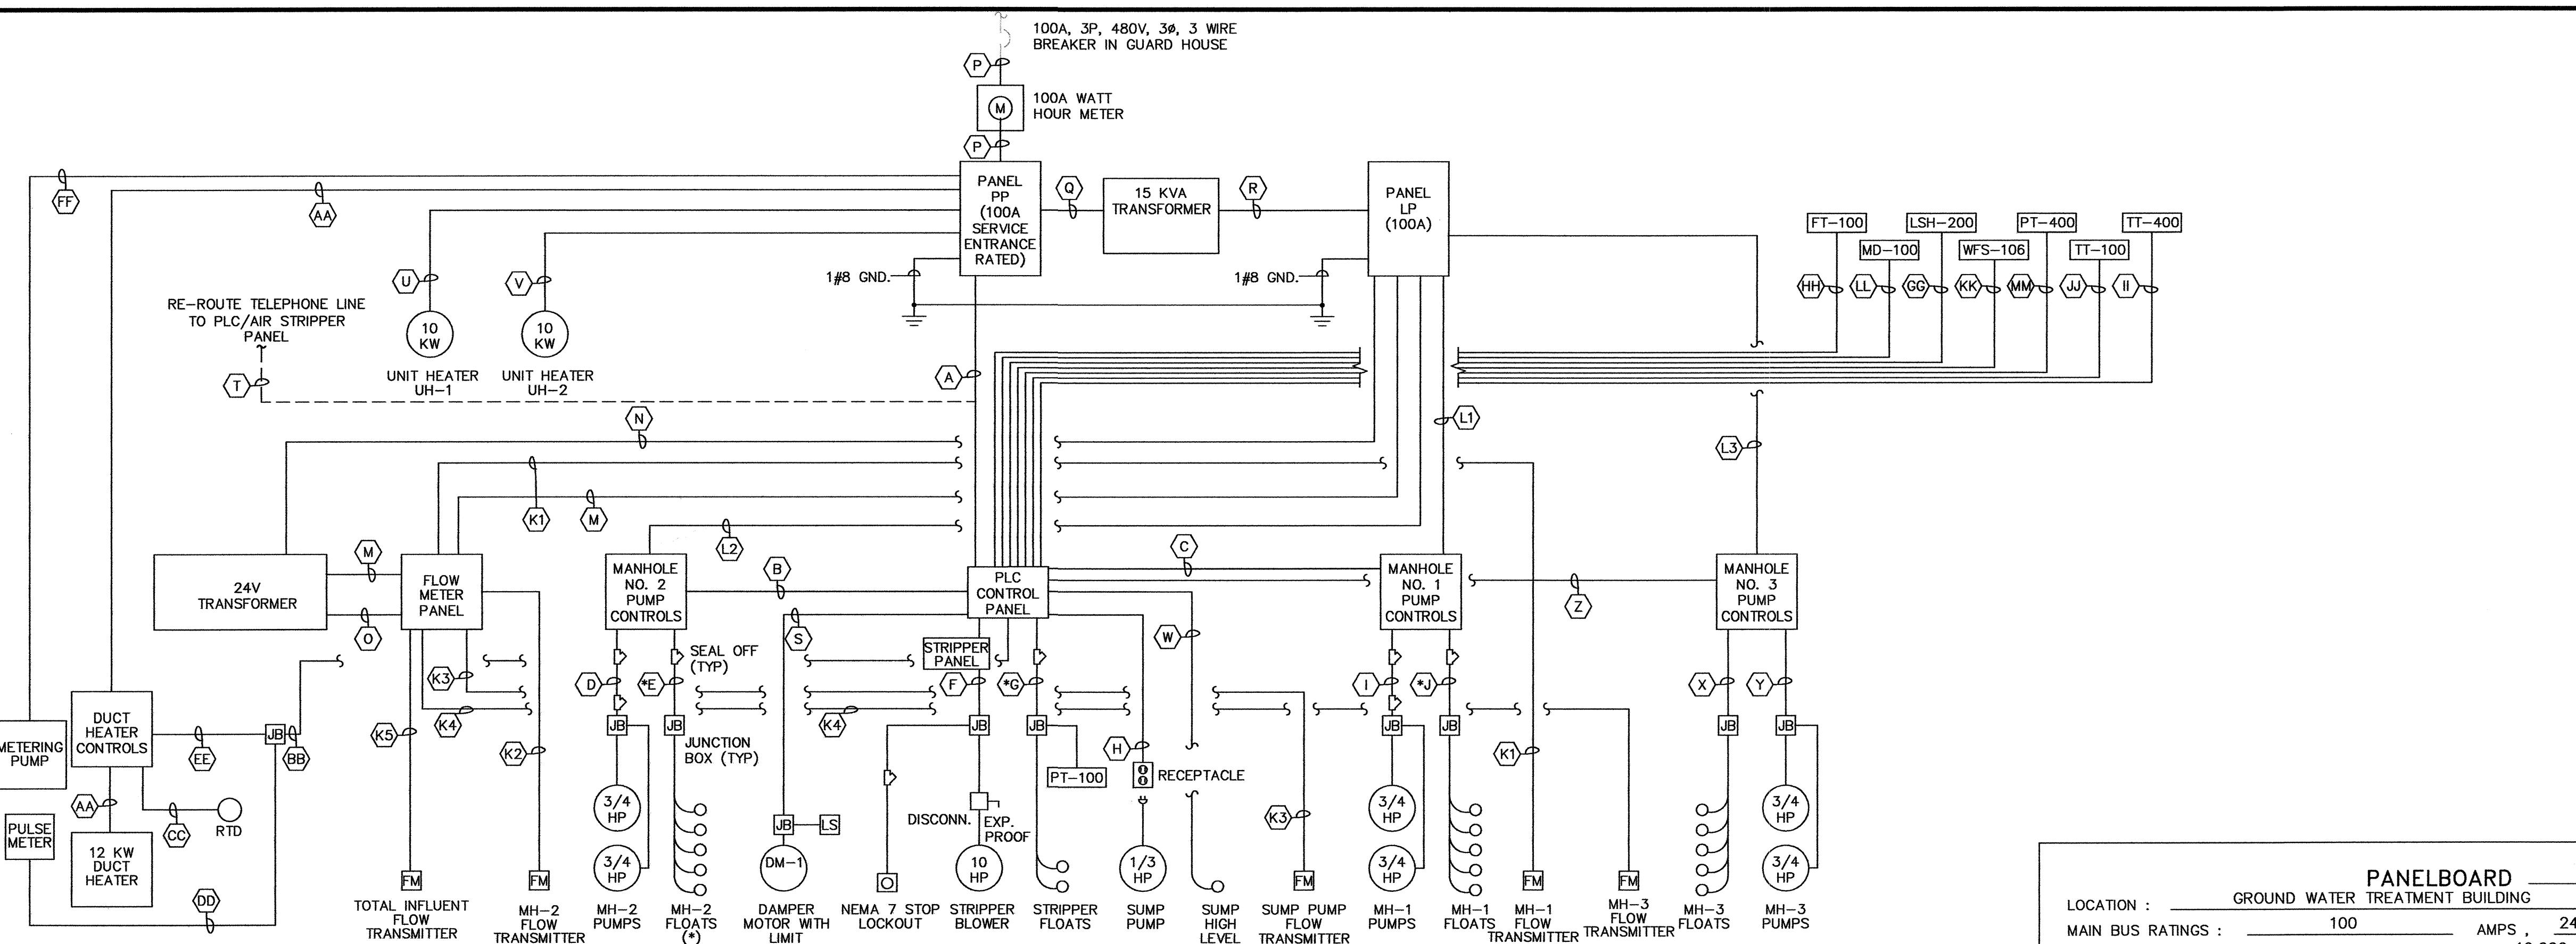 100A, 3P, 480V, 3ø, 3 WIRE
BREAKER IN GUARD HOUSE
P
M
100A WATT
HOUR METER
P
FF
AA
PANEL
PP
(100A
SERVICE
ENTRANCE
RATED)
Q
15 KVA
TRANSFORMER
R
PANEL
LP
(100A)
FT-100
LSH-200
PT-400
TT-400
MD-100
WFS-106
TT-100
HH
LL
GG
KK
MM
JJ
II
U
V
1#8 GND.
1#8 GND.
RE-ROUTE TELEPHONE LINE
TO PLC/AIR STRIPPER
PANEL
T
10
KW
10
KW
UNIT HEATER
UH-1
UNIT HEATER
UH-2
A
N
L1
L3
K1
M
L2
M
O
24V
TRANSFORMER
FLOW
METER
PANEL
MANHOLE
NO. 2
PUMP
CONTROLS
B
S
PLC
CONTROL
PANEL
C
W
MANHOLE
NO. 1
PUMP
CONTROLS
Z
MANHOLE
NO. 3
PUMP
CONTROLS
SEAL OFF
(TYP)
STRIPPER
PANEL
K3
D
*E
F
*G
I
*J
X
Y
METERING
PUMP
DUCT
HEATER
CONTROLS
EE
JB
BB
K5
K4
K2
JB
JB
JUNCTION
BOX (TYP)
K4
JB
JB
H
JB
JB
K1
JB
JB
PT-100
RECEPTACLE
AA
CC
RTD
PULSE
METER
12 KW
DUCT
HEATER
3/4
HP
3/4
HP
JB
LS
DM-1
DISCONN.
EXP.
PROOF
10
HP
1/3
HP
K3
3/4
HP
3/4
HP
3/4
HP
3/4
HP
DD
FM
FM
FM
FM
FM
TOTAL INFLUENT
FLOW
TRANSMITTER
MH-2
FLOW
TRANSMITTER
MH-2
PUMPS
MH-2
FLOATS
(*)
DAMPER
MOTOR WITH
LIMIT
NEMA 7 STOP
LOCKOUT
STRIPPER
BLOWER
STRIPPER
FLOATS
SUMP
PUMP
SUMP
HIGH
LEVEL
SUMP PUMP
FLOW
TRANSMITTER
MH-1
PUMPS
MH-1
FLOATS
MH-1
FLOW
TRANSMITTER
MH-3
FLOW
TRANSMITTER
MH-3
FLOATS
MH-3
PUMPS
PANELBOARD
LOCATION : GROUND WATER TREATMENT BUILDING
MAIN BUS RATINGS : 100 AMPS , 24